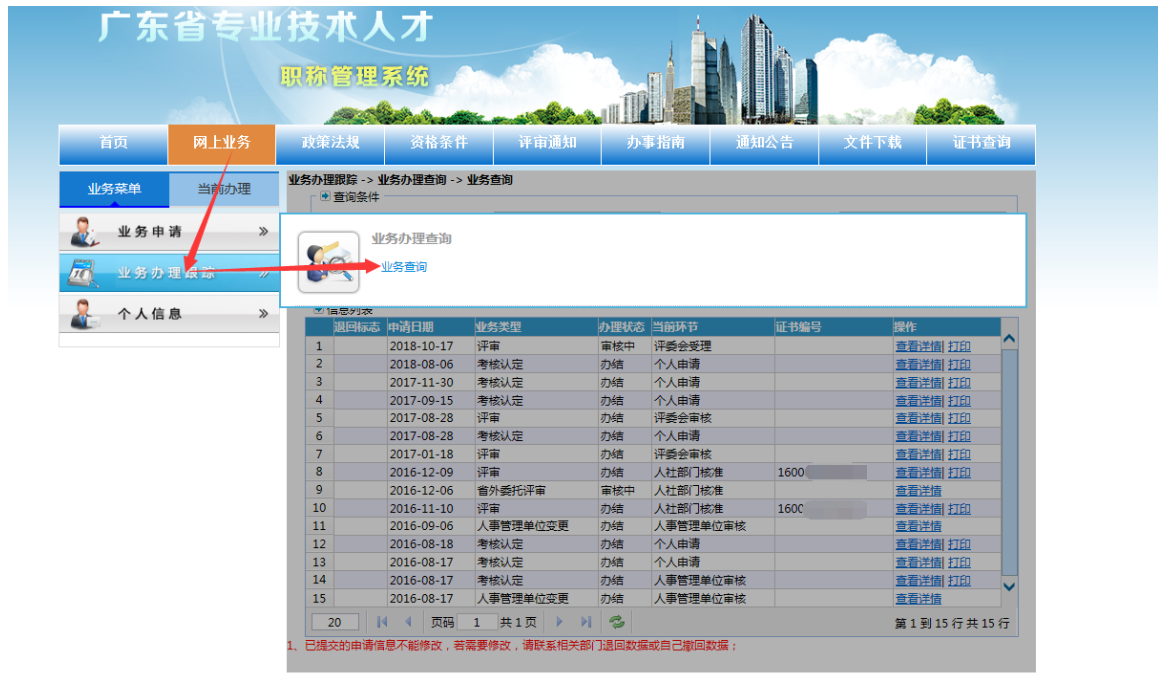 广东省专业技术人才
职称管理系统
首页 网上业务 政策法规 资格条件 评审通知 办事指南 通知公告 文件下载 证书查询
业务菜单 当前办理
业务办理跟踪 -> 业务办理查询 -> 业务查询
查询条件
业务申请 »
业务办理跟踪 »
个人信息 »
业务办理查询
业务查询
信息列表
退回标志 申请日期 业务类型 办理状态 当前环节 证书编号 操作
1 2018-10-17 评审 审核中 评委会受理 查看详情| 打印
2 2018-08-06 考核认定 办结 个人申请 查看详情| 打印
3 2017-11-30 考核认定 办结 个人申请 查看详情| 打印
4 2017-09-15 考核认定 办结 个人申请 查看详情| 打印
5 2017-08-28 评审 办结 评委会审核 查看详情| 打印
6 2017-08-28 考核认定 办结 个人申请 查看详情| 打印
7 2017-01-18 评审 办结 评委会审核 查看详情| 打印
8 2016-12-09 评审 办结 人社部门核准 1600 查看详情| 打印
9 2016-12-06 省外委托评审 审核中 人社部门核准 查看详情
10 2016-11-10 评审 办结 人社部门核准 1600 查看详情| 打印
11 2016-09-06 人事管理单位变更 办结 人事管理单位审核 查看详情
12 2016-08-18 考核认定 办结 个人申请 查看详情| 打印
13 2016-08-17 考核认定 办结 个人申请 查看详情| 打印
14 2016-08-17 考核认定 办结 人事管理单位审核 查看详情| 打印
15 2016-08-17 人事管理单位变更 办结 人事管理单位审核 查看详情
20 页码 1 共 1 页 第 1 到 15 行 共 15 行
1、已提交的申请信息不能修改，若需要修改，请联系相关部门退回数据或自己撤回数据；